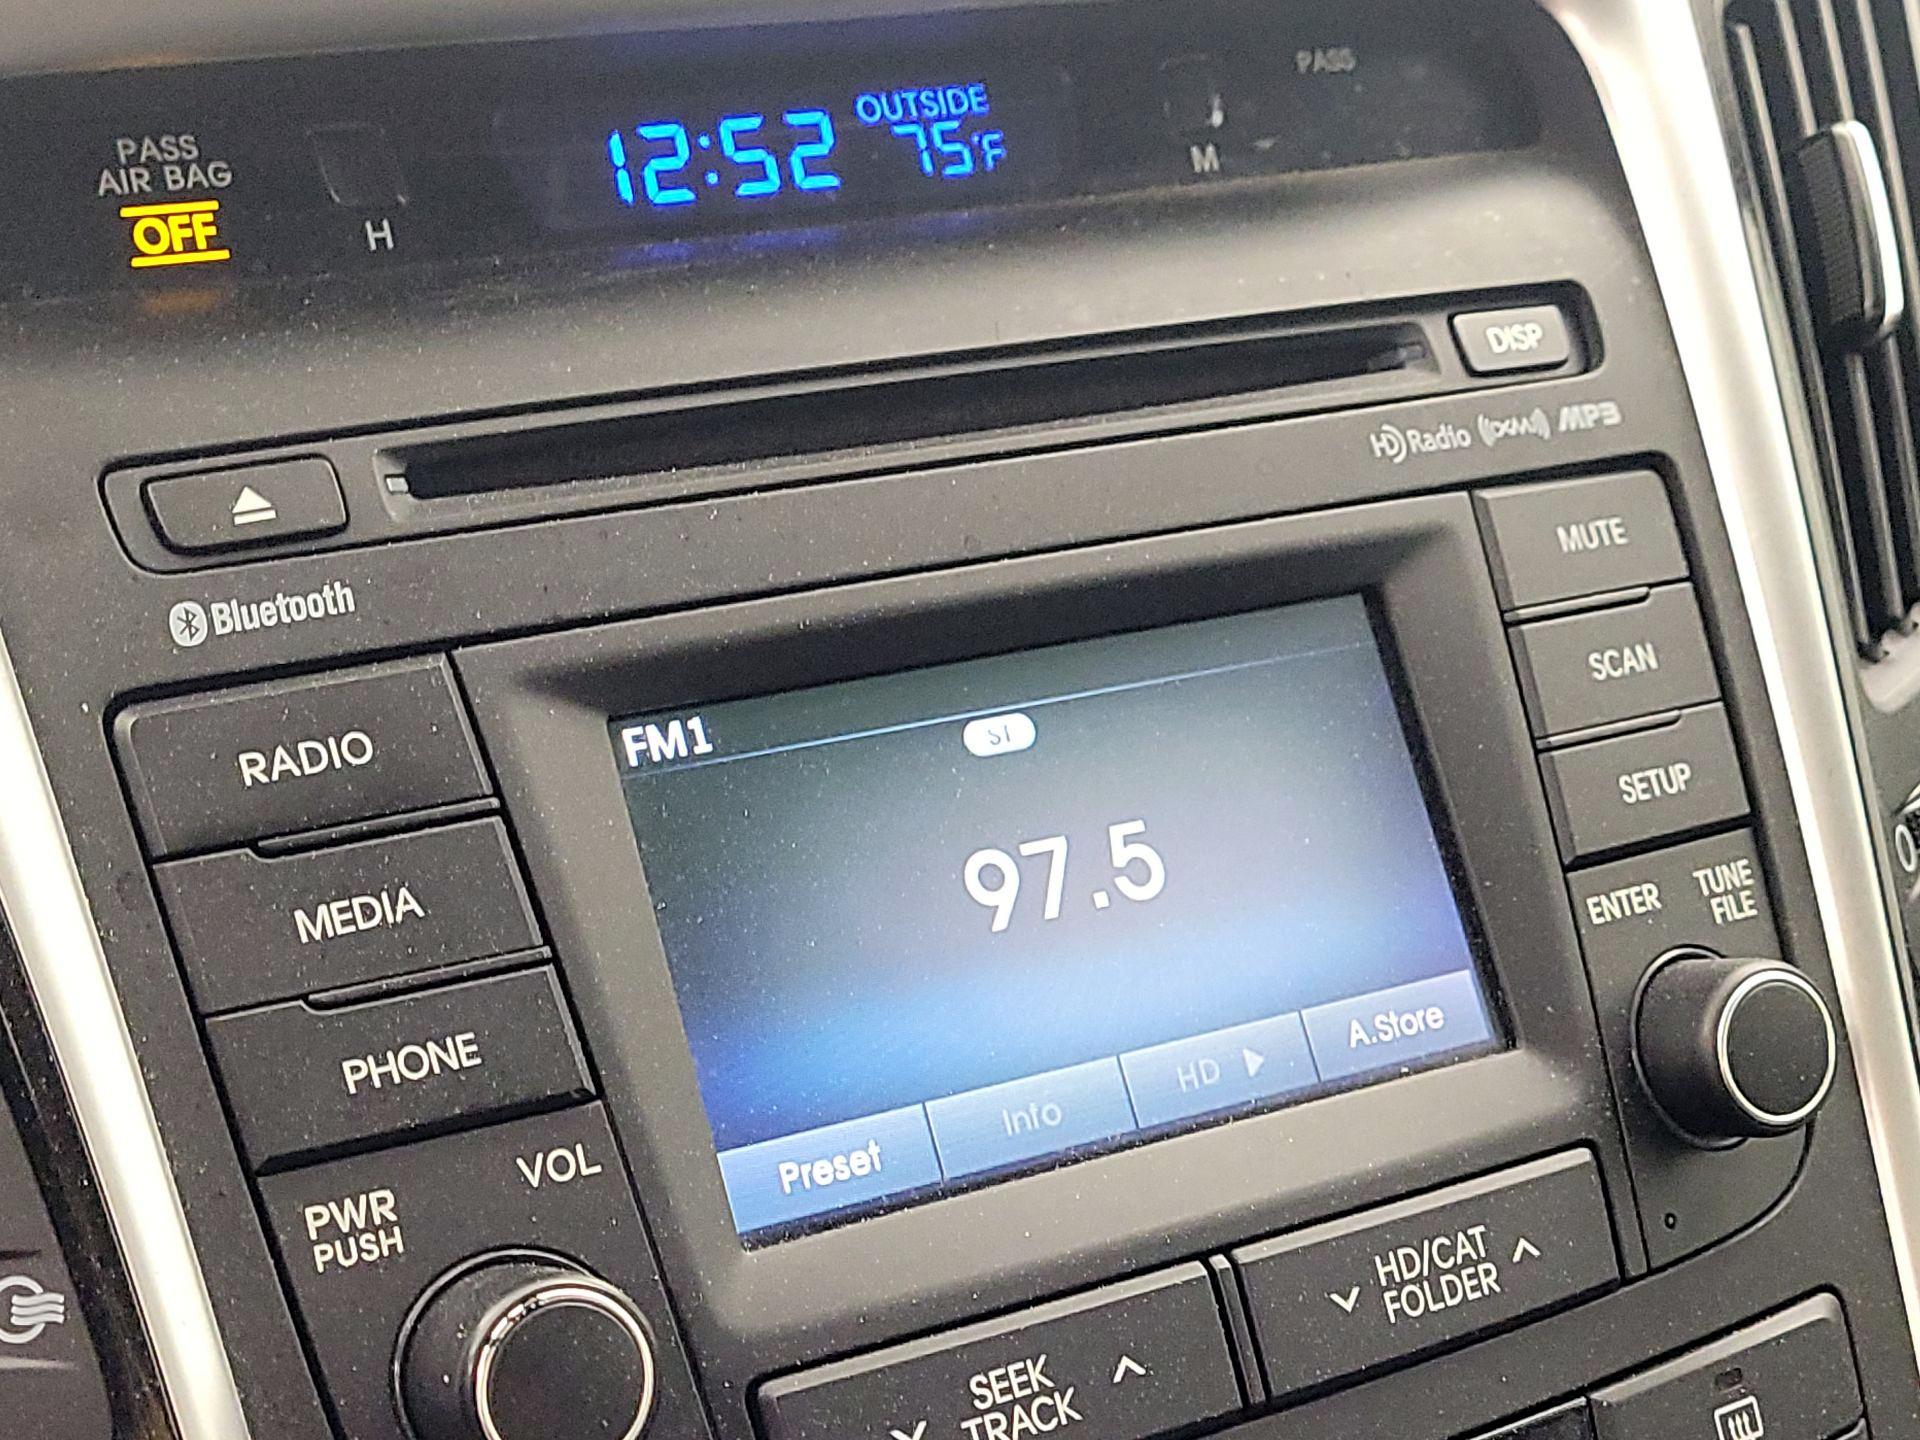 PASS
AIR BAG
OFF
H
12:52
OUTSIDE
75°F
M
PASS
DISP
HD Radio ((XM)) MP3
Bluetooth
RADIO
MEDIA
PHONE
VOL
PWR
PUSH
FM1
ST
97.5
Preset
Info
HD
A.Store
MUTE
SCAN
SETUP
ENTER
TUNE
FILE
SEEK
TRACK
HD/CAT
FOLDER